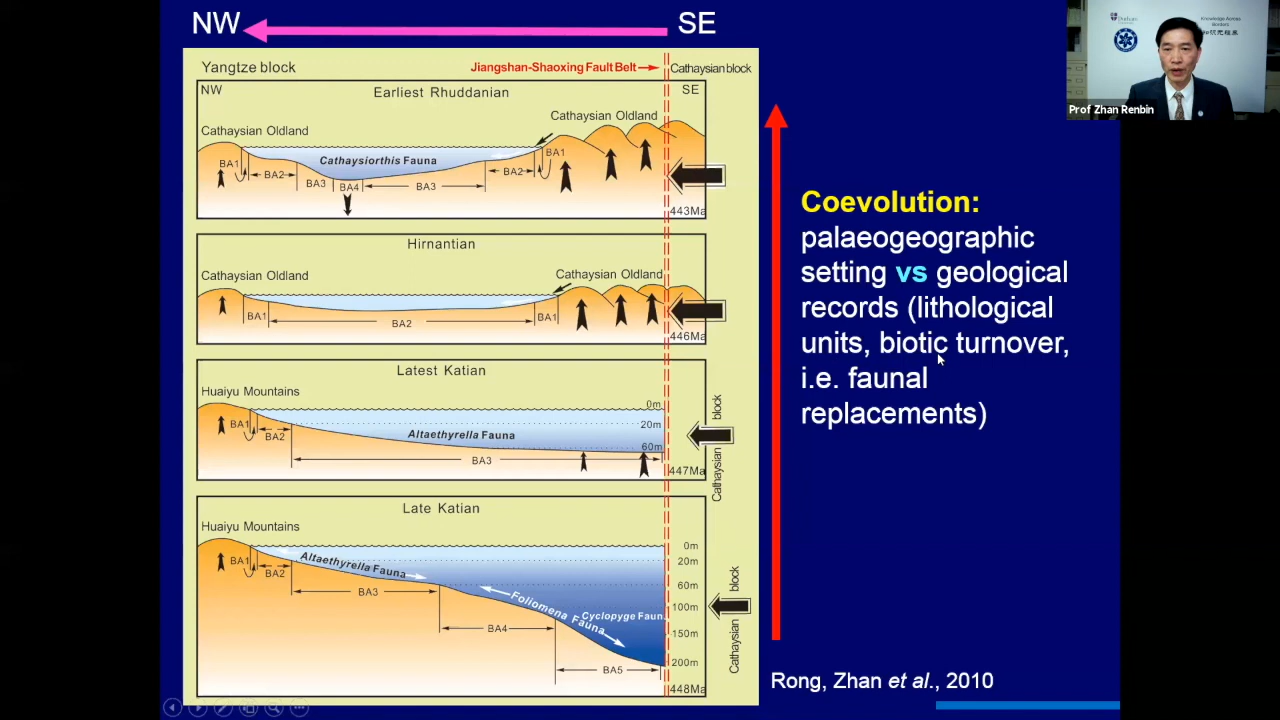 NW
SE
Yangtze block
Jiangshan-Shaoxing Fault Belt
Cathaysian block
NW
Earliest Rhuddanian
SE
Cathaysian Oldland
Cathaysian Oldland
Cathaysiorthis Fauna
BA1
BA2
BA3
BA4
BA3
BA2
BA1
443Ma
Hirnantian
Cathaysian Oldland
Cathaysian Oldland
BA1
BA2
BA1
446Ma
Latest Katian
Huaiyu Mountains
0m
20m
60m
Altaethyrella Fauna
BA1
BA2
BA3
447Ma
Cathaysian block
Late Katian
Huaiyu Mountains
0m
20m
60m
100m
150m
200m
Altaethyrella Fauna
Foliomena Fauna
Cyclopyge Faun
BA1
BA2
BA3
BA4
BA5
448Ma
Cathaysian block
Coevolution:
palaeogeographic
setting vs geological
records (lithological
units, biotic turnover,
i.e. faunal
replacements)
Rong, Zhan et al., 2010
Durham
Knowledge Across
Borders
Prof Zhan Renbin